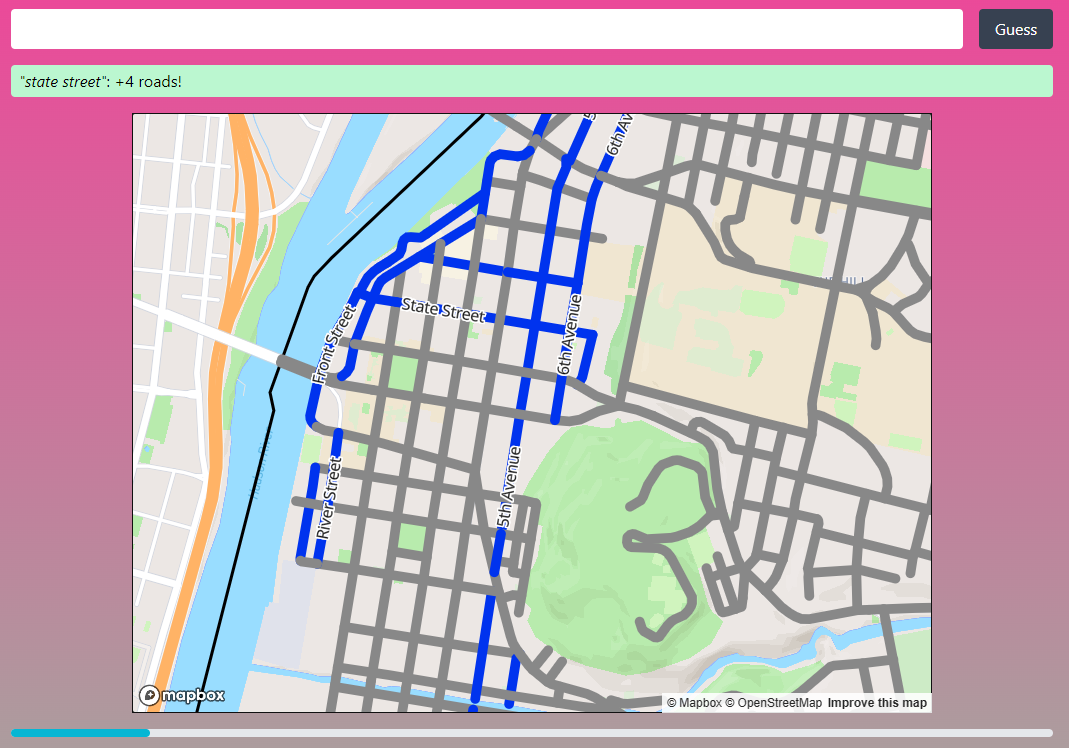 Guess
"state street": +4 roads!
6th Av
State Street
Front Street
6th Avenue
5th Avenue
River Street
mapbox
© Mapbox © OpenStreetMap Improve this map